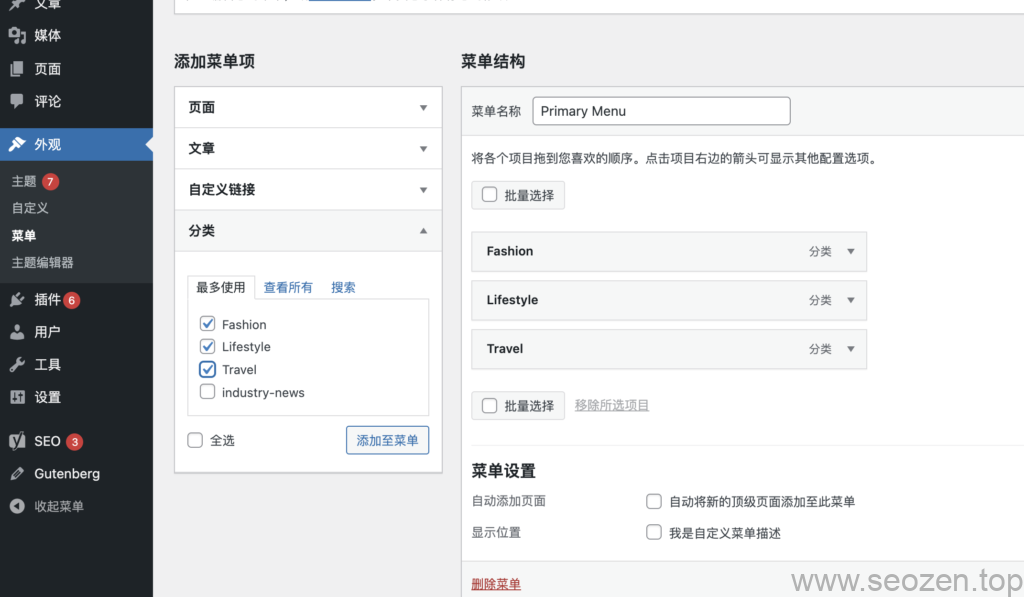 文章
媒体
页面
评论
外观
主题 7
自定义
菜单
主题编辑器
插件 6
用户
工具
设置
SEO 3
Gutenberg
收起菜单
添加菜单项
页面
文章
自定义链接
分类
最多使用 查看所有 搜索
Fashion
Lifestyle
Travel
industry-news
全选 添加至菜单
菜单结构
菜单名称 Primary Menu
将各个项目拖到您喜欢的顺序。点击项目右边的箭头可显示其他配置选项。
批量选择
Fashion 分类
Lifestyle 分类
Travel 分类
批量选择 移除所选项目
菜单设置
自动添加页面 自动将新的顶级页面添加至此菜单
显示位置 我是自定义菜单描述
删除菜单
www.seozen.top